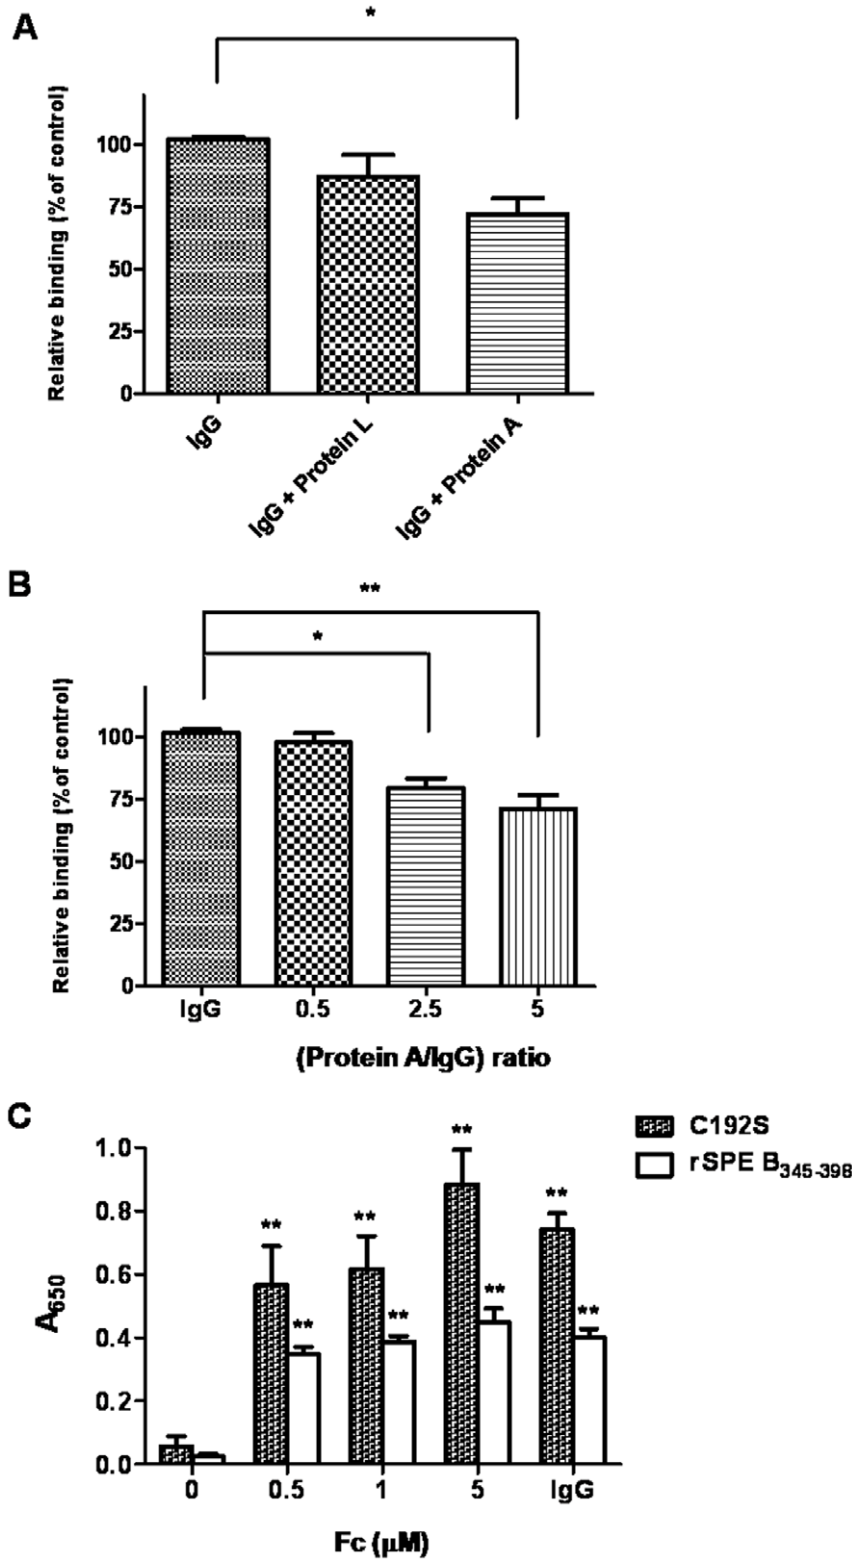 A
*
Relative binding (% of control)
100
75
50
25
0
IgG
IgG + Protein L
IgG + Protein A
B
**
*
Relative binding (% of control)
100
75
50
25
0
IgG 0.5 2.5 5
(Protein A/IgG) ratio
C
C192S
rSPE B345-398
A650
1.0
0.8
0.6
0.4
0.2
0.0
** ** ** **
** ** ** **
0 0.5 1 5 IgG
Fc (μM)